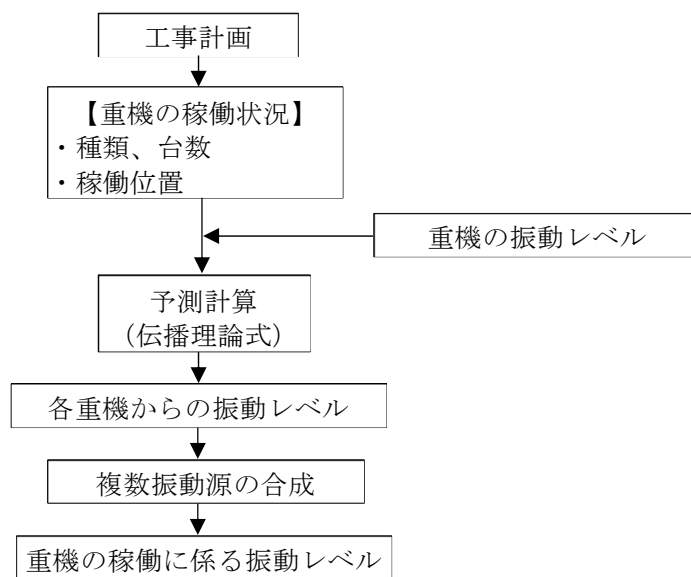 工事計画
【重機の稼働状況】
・種類、台数
・稼働位置
重機の振動レベル
予測計算
(伝播理論式)
各重機からの振動レベル
複数振動源の合成
重機の稼働に係る振動レベル